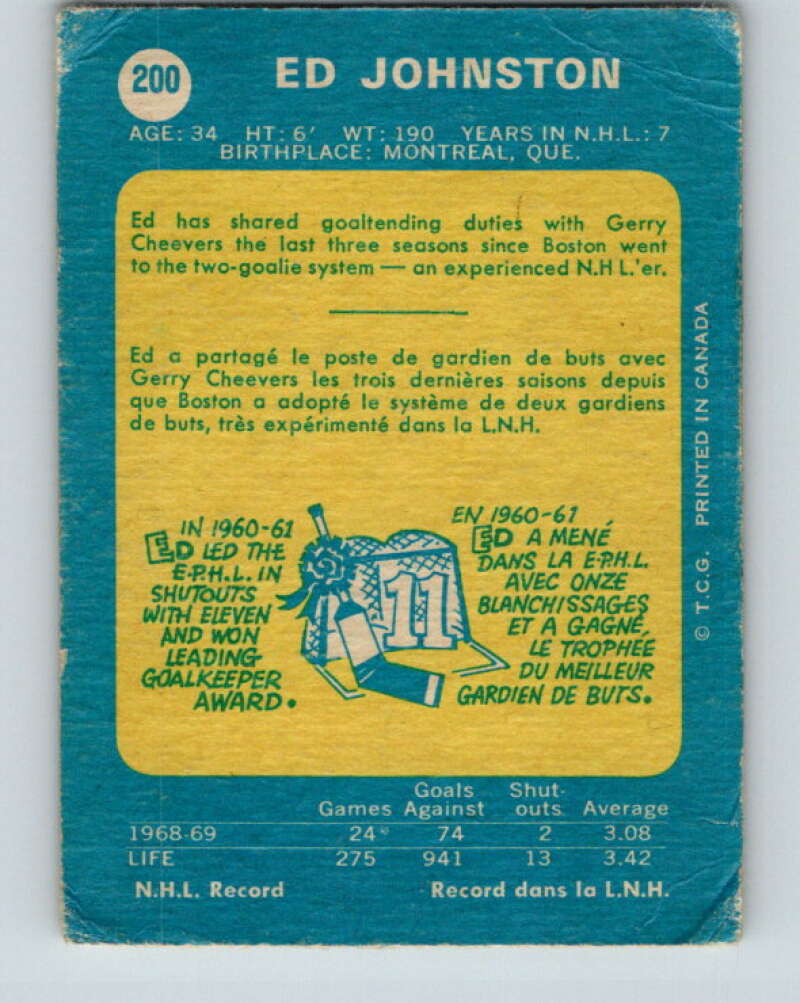 200
ED JOHNSTON
AGE: 34 HT: 6' WT: 190 YEARS IN N.H.L.: 7
BIRTHPLACE: MONTREAL, QUE.
Ed has shared goaltending duties with Gerry
Cheevers the last three seasons since Boston went
to the two-goalie system — an experienced N.H L.'er.
Ed a partagé le poste de gardien de buts avec
Gerry Cheevers les trois dernières saisons depuis
que Boston a adopté le système de deux gardiens
de buts, très expérimenté dans la L.N.H.
IN 1960-61
ED LED THE
E.P.H.L. IN
SHUTOUTS
WITH ELEVEN
AND WON
LEADING
GOALKEEPER
AWARD.
11
EN 1960-61
ED A MENÉ
DANS LA E.P.H.L.
AVEC ONZE
BLANCHISSAGES
ET A GAGNÉ,
LE TROPHÉE
DU MEILLEUR
GARDIEN DE BUTS.
© T.C.G. PRINTED IN CANADA
Goals Shut-
Games Against outs Average
1968-69 24 74 2 3.08
LIFE 275 941 13 3.42
N.H.L. Record Record dans la L.N.H.